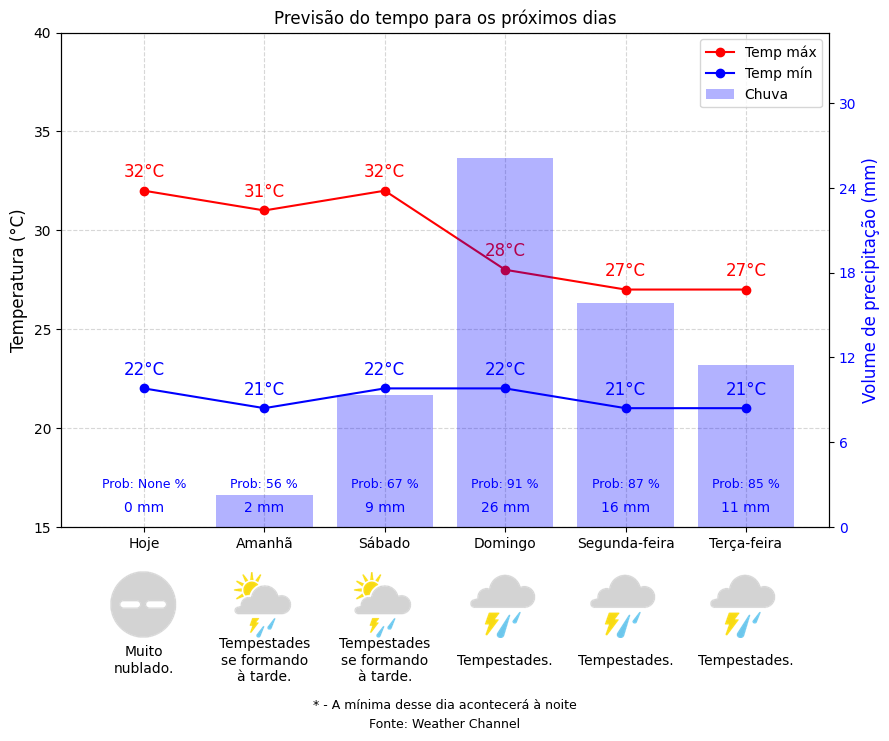 Previsão do tempo para os próximos dias
40
35
30
25
20
15
Temperatura (°C)
30
24
18
12
6
0
Volume de precipitação (mm)
Temp máx
Temp mín
Chuva
32°C
31°C
32°C
28°C
27°C
27°C
22°C
21°C
22°C
22°C
21°C
21°C
Prob: None %
Prob: 56 %
Prob: 67 %
Prob: 91 %
Prob: 87 %
Prob: 85 %
0 mm
2 mm
9 mm
26 mm
16 mm
11 mm
Hoje
Amanhã
Sábado
Domingo
Segunda-feira
Terça-feira
Muito
nublado.
Tempestades
se formando
à tarde.
Tempestades
se formando
à tarde.
Tempestades.
Tempestades.
Tempestades.
* - A mínima desse dia acontecerá à noite
Fonte: Weather Channel